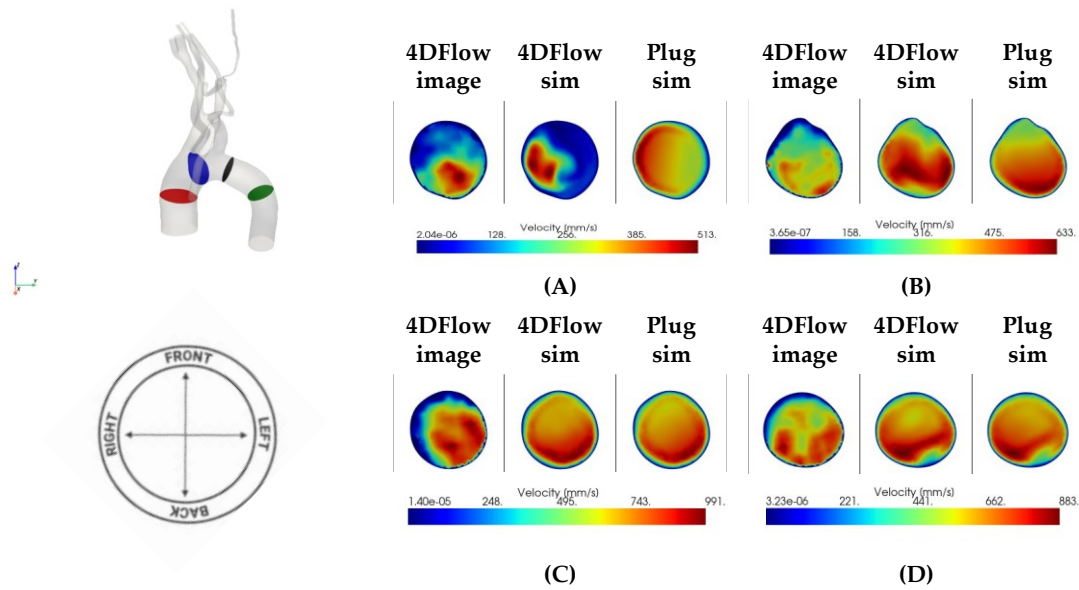 4DFlow image 4DFlow sim Plug sim
Velocity [mm/s]
2.04e-06 128. 256. 385. 513.
(A)
4DFlow image 4DFlow sim Plug sim
Velocity [mm/s]
3.65e-07 158. 316. 475. 633.
(B)
4DFlow image 4DFlow sim Plug sim
Velocity [mm/s]
1.40e-05 248. 495. 743. 991.
(C)
4DFlow image 4DFlow sim Plug sim
Velocity [mm/s]
3.23e-06 221. 441. 662. 883.
(D)
Z
Y
X
FRONT
RIGHT
LEFT
BACK